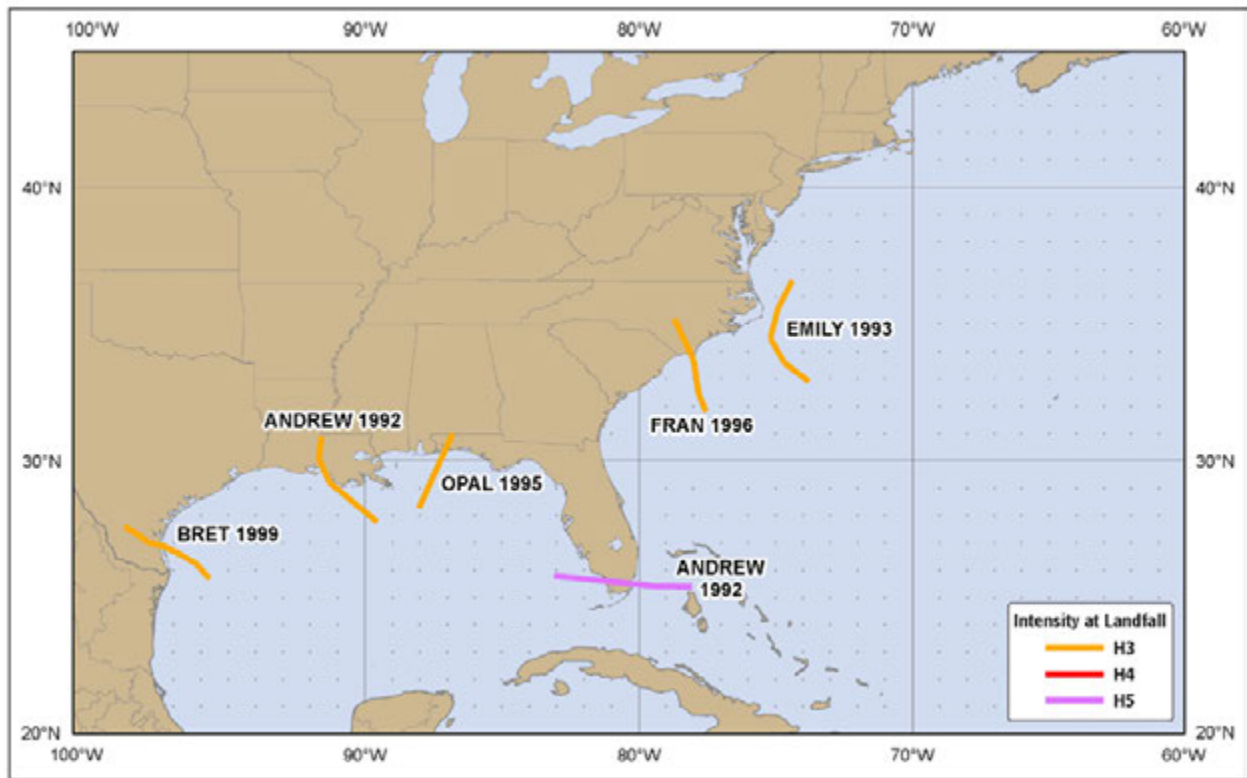 100°W 90°W 80°W 70°W 60°W
40°N 40°N
EMILY 1993
ANDREW 1992
FRAN 1996
30°N 30°N
OPAL 1995
BRET 1999
ANDREW
1992
Intensity at Landfall
H3
H4
H5
20°N 20°N
100°W 90°W 80°W 70°W 60°W